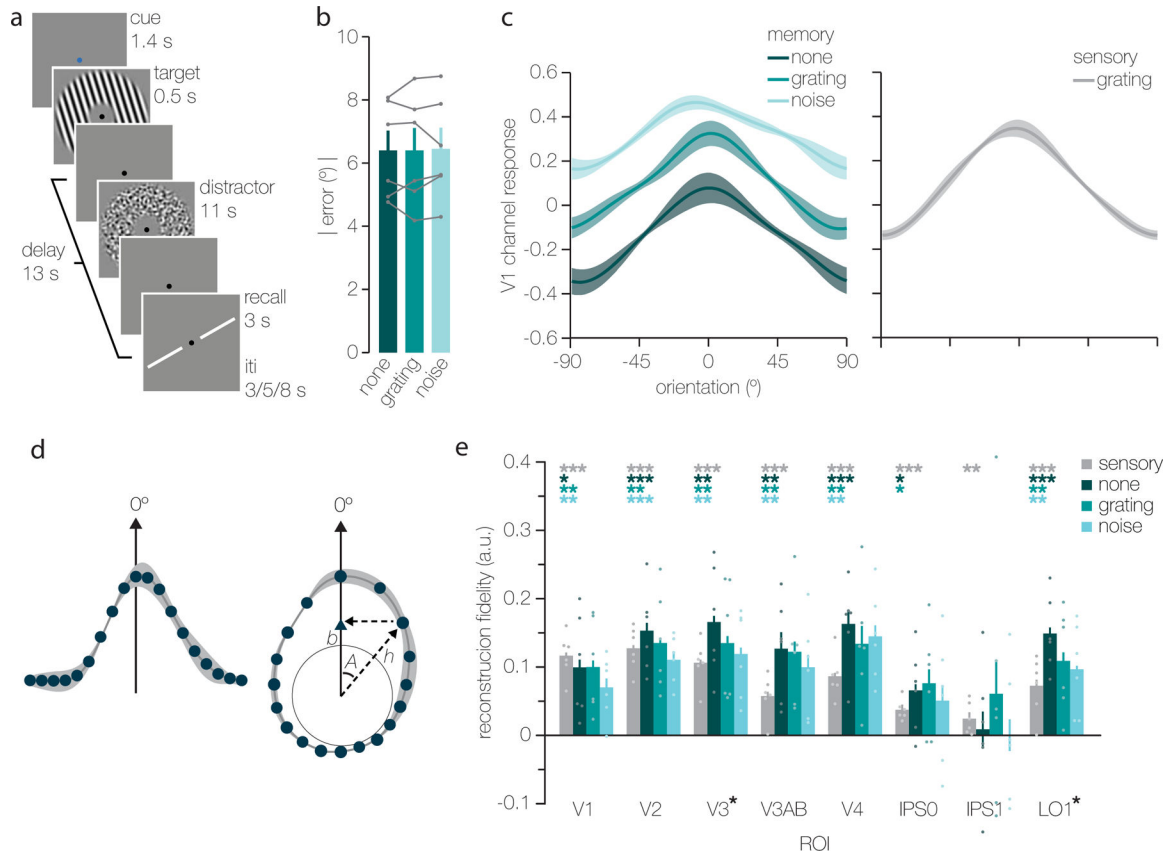 a
cue
1.4 s
target
0.5 s
distractor
11 s
delay
13 s
recall
3 s
iti
3/5/8 s
b
| error (º) |
10
8
6
4
2
0
none
grating
noise
c
memory
none
grating
noise
V1 channel response
0.6
0.4
0.2
0
-0.2
-0.4
-0.6
-90
-45
0
45
90
orientation (º)
sensory
grating
d
0º
0º
b
A
h
e
reconstrucion fidelity (a.u.)
0.4
0.3
0.2
0.1
0
-0.1
*** *** *** ** *** *** ** ***
* *** ** ** *** * ***
** ** ** ** ** * **
** *** ** ** ** **
sensory
none
grating
noise
V1 V2 V3* V3AB V4 IPS0 IPS1 LO1*
ROI